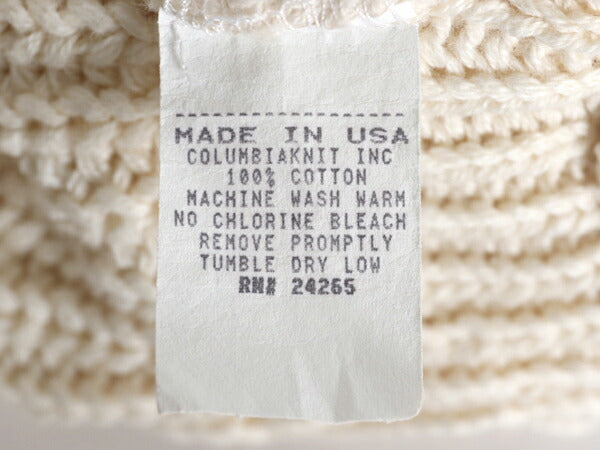 MADE IN USA
COLUMBIAKNIT INC
100% COTTON
MACHINE WASH WARM
NO CHLORINE BLEACH
REMOVE PROMPTLY
TUMBLE DRY LOW
RN# 24265